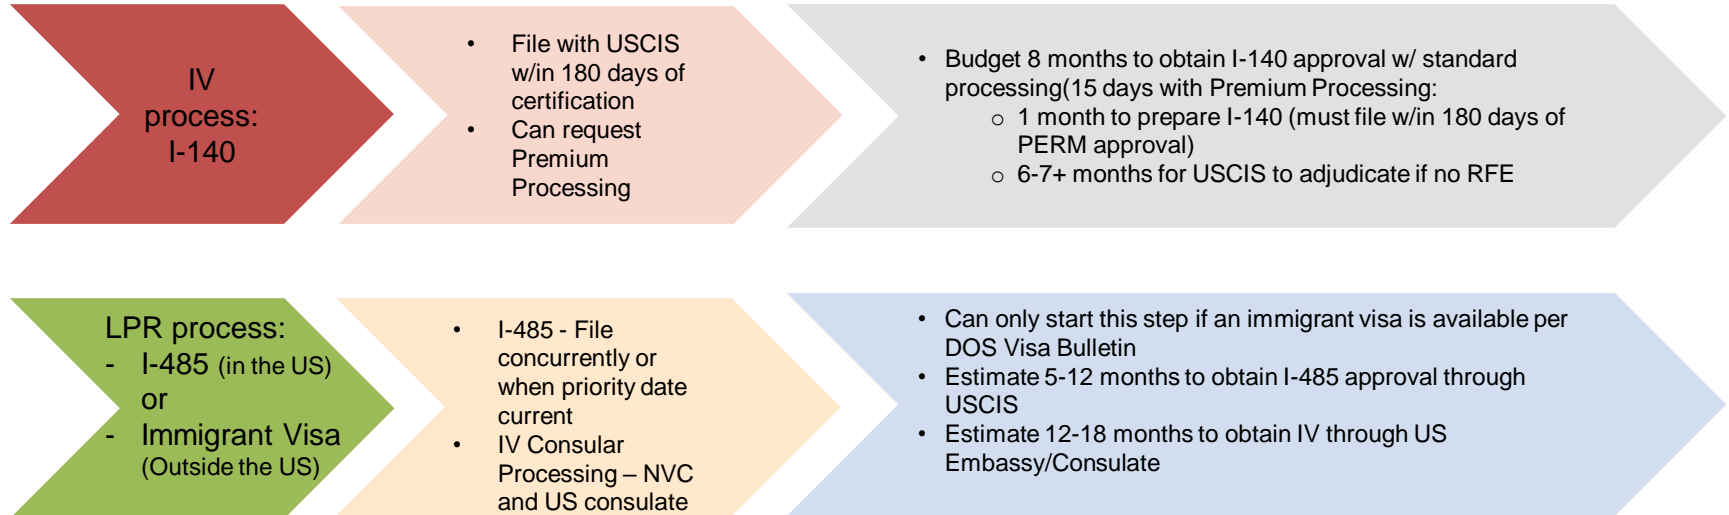 IV
process:
I-140
• File with USCIS
w/in 180 days of
certification
• Can request
Premium
Processing
• Budget 8 months to obtain I-140 approval w/ standard
processing(15 days with Premium Processing:
o 1 month to prepare I-140 (must file w/in 180 days of
PERM approval)
o 6-7+ months for USCIS to adjudicate if no RFE
LPR process:
- I-485 (in the US)
or
- Immigrant Visa
(Outside the US)
• I-485 - File
concurrently or
when priority date
current
• IV Consular
Processing – NVC
and US consulate
• Can only start this step if an immigrant visa is available per
DOS Visa Bulletin
• Estimate 5-12 months to obtain I-485 approval through
USCIS
• Estimate 12-18 months to obtain IV through US
Embassy/Consulate